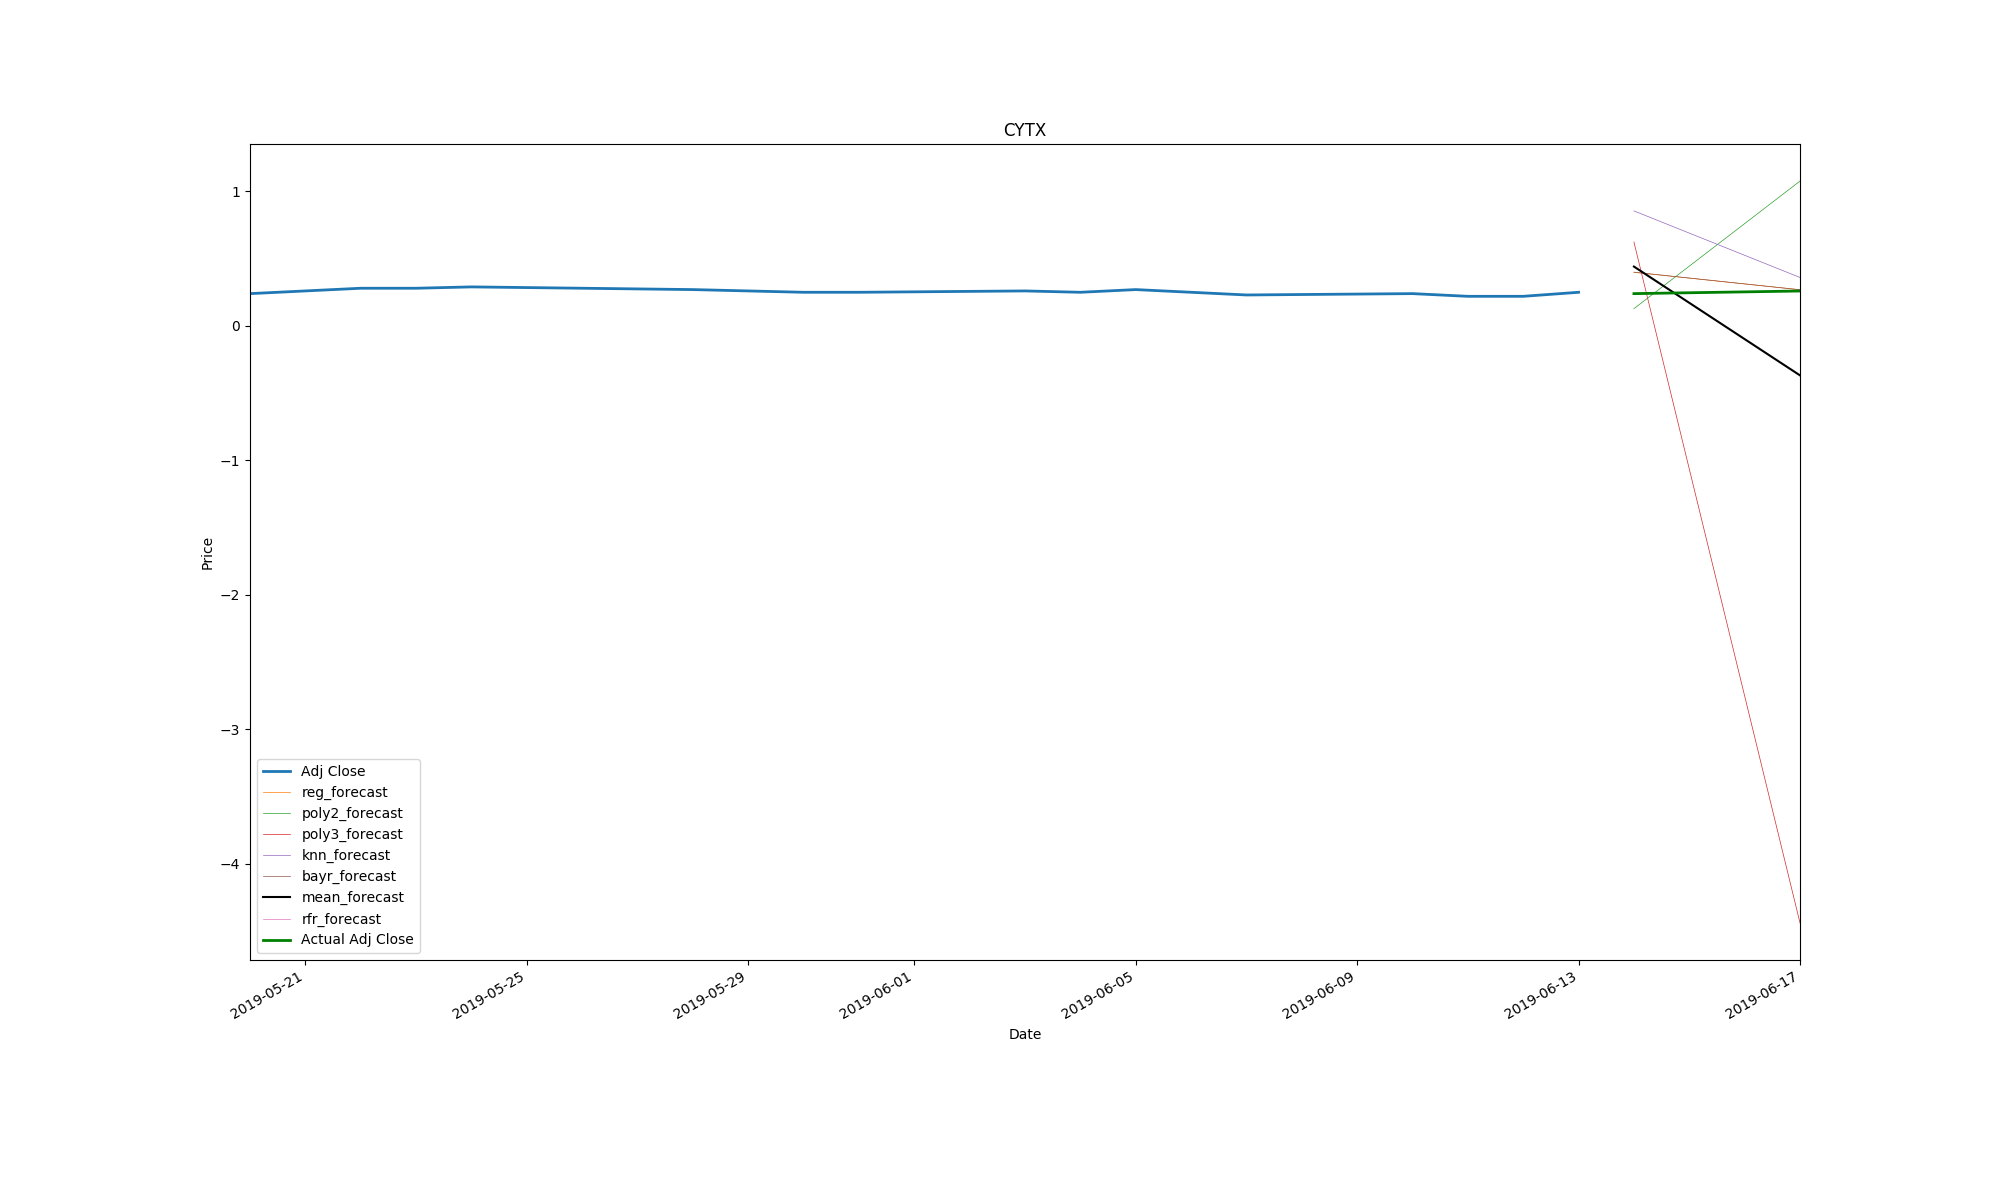 CYTX
1
0
−1
−2
−3
−4
Price
Adj Close
reg_forecast
poly2_forecast
poly3_forecast
knn_forecast
bayr_forecast
mean_forecast
rfr_forecast
Actual Adj Close
2019-05-21
2019-05-25
2019-05-29
2019-06-01
2019-06-05
2019-06-09
2019-06-13
2019-06-17
Date